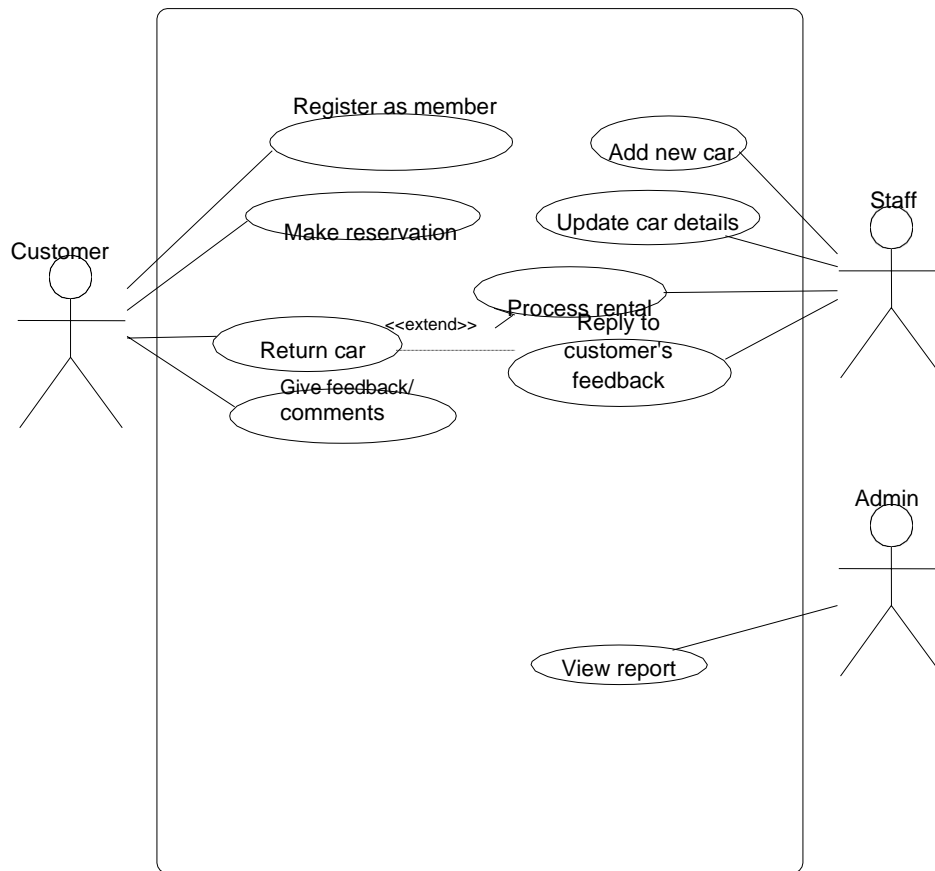 Register as member
Add new car
Staff
Make reservation
Update car details
Customer
Process rental
<<extend>>
Reply to
customer's
feedback
Return car
Give feedback/
comments
Admin
View report